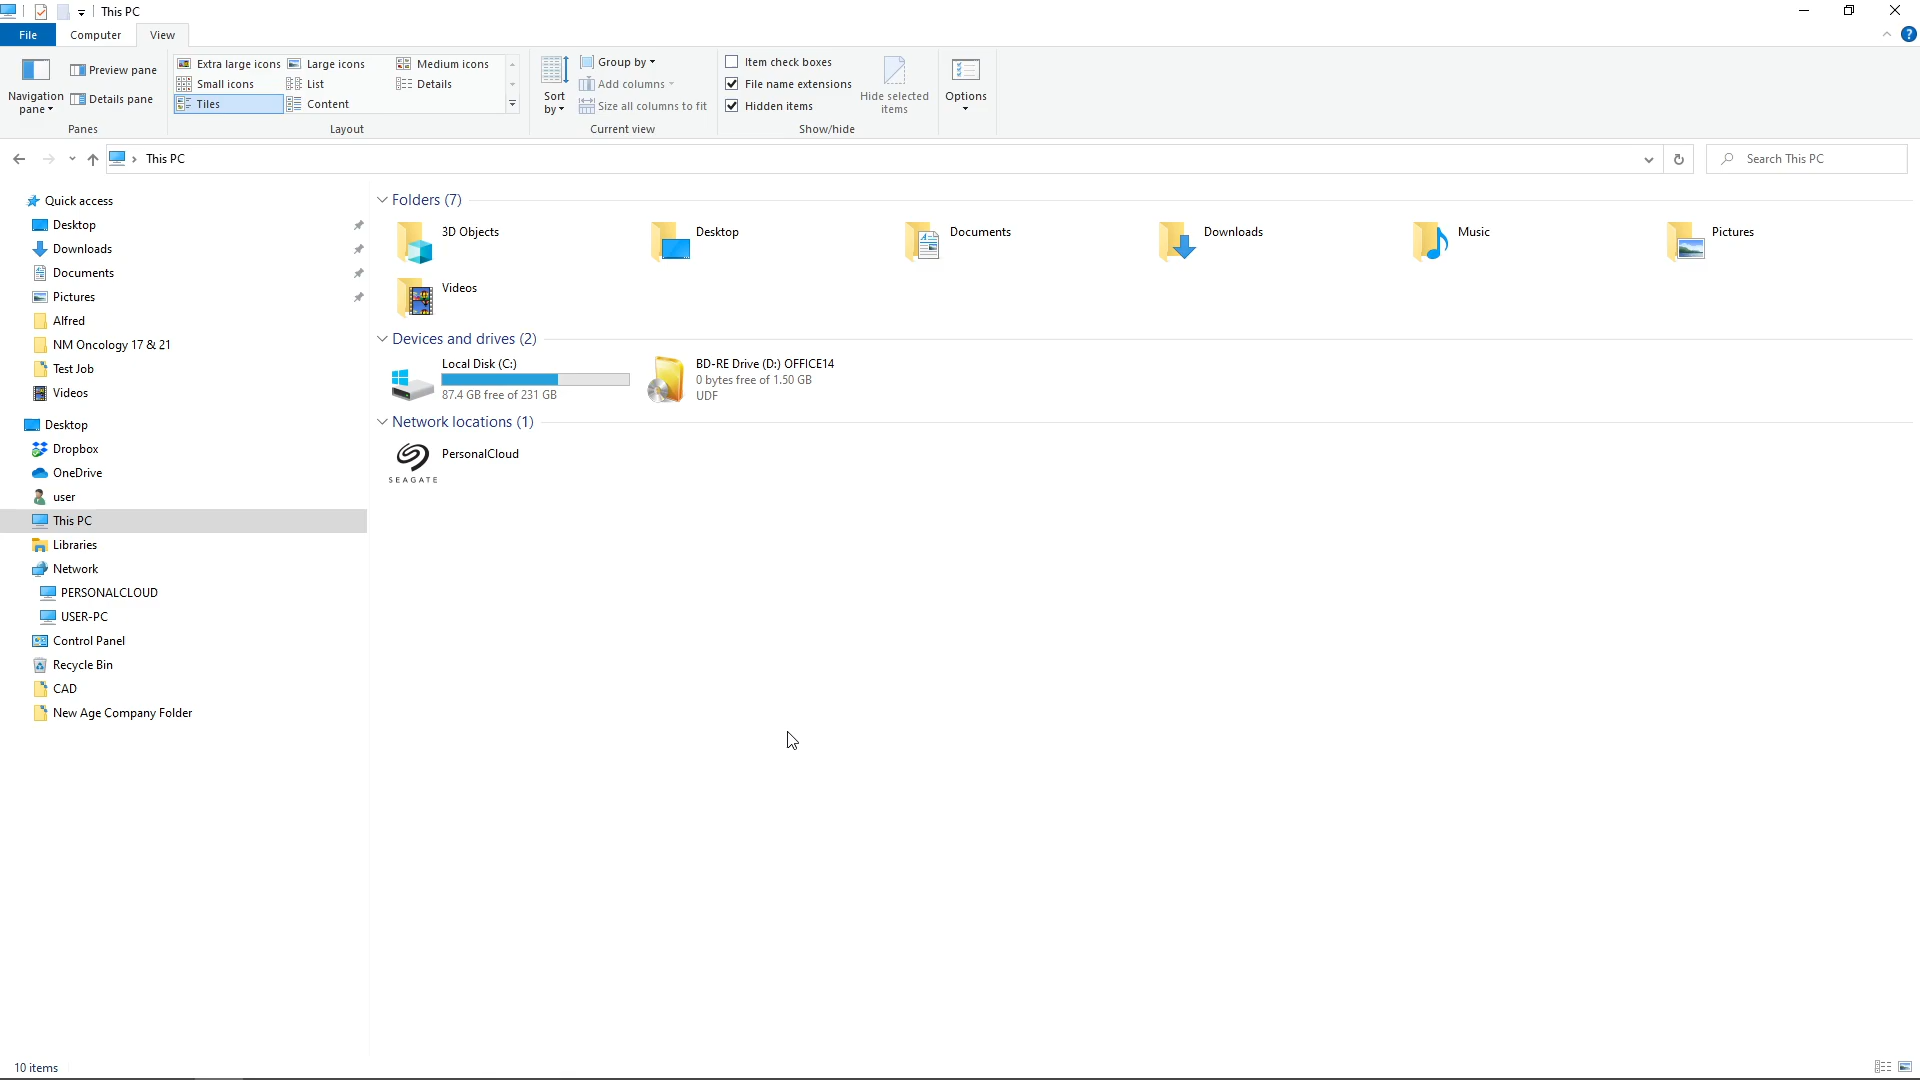 This PC
File Computer View
Navigation pane
Preview pane
Details pane
Panes
Extra large icons Large icons Medium icons
Small icons List Details
Tiles Content
Layout
Sort by
Group by
Add columns
Size all columns to fit
Current view
Item check boxes
File name extensions
Hidden items
Hide selected items
Show/hide
Options
This PC
Search This PC
Quick access
Desktop
Downloads
Documents
Pictures
Alfred
NM Oncology 17 & 21
Test Job
Videos
Desktop
Dropbox
OneDrive
user
This PC
Libraries
Network
PERSONALCLOUD
USER-PC
Control Panel
Recycle Bin
CAD
New Age Company Folder
Folders (7)
3D Objects Desktop Documents Downloads Music Pictures
Videos
Devices and drives (2)
Local Disk (C:)
87.4 GB free of 231 GB
BD-RE Drive (D:) OFFICE14
0 bytes free of 1.50 GB
UDF
Network locations (1)
PersonalCloud
SEAGATE
10 items